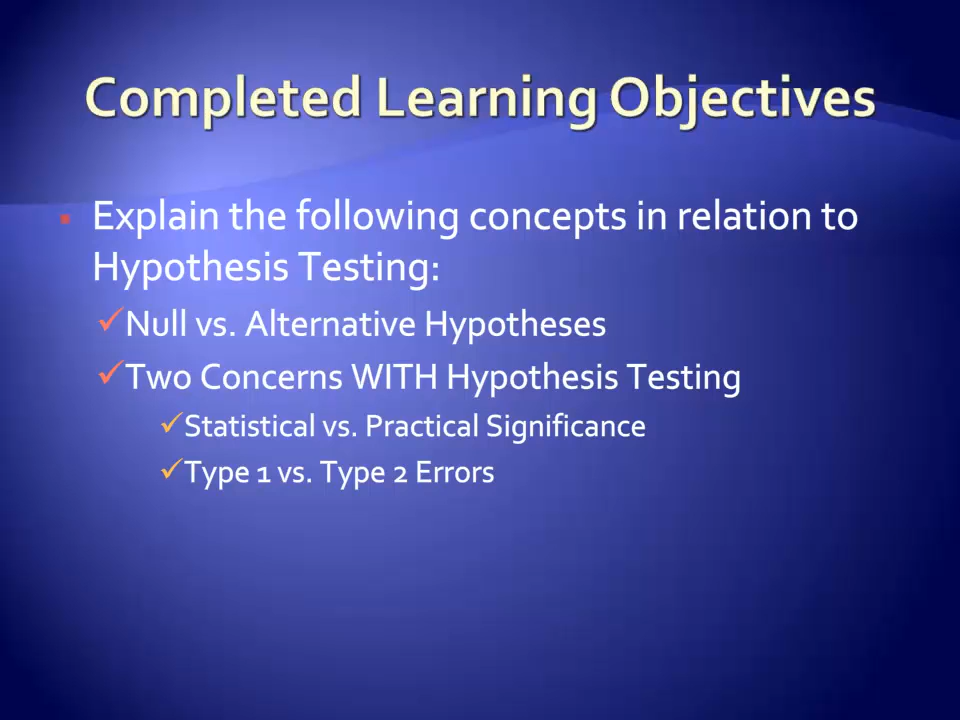 Completed Learning Objectives
Explain the following concepts in relation to
Hypothesis Testing:
Null vs. Alternative Hypotheses
Two Concerns WITH Hypothesis Testing
Statistical vs. Practical Significance
Type 1 vs. Type 2 Errors